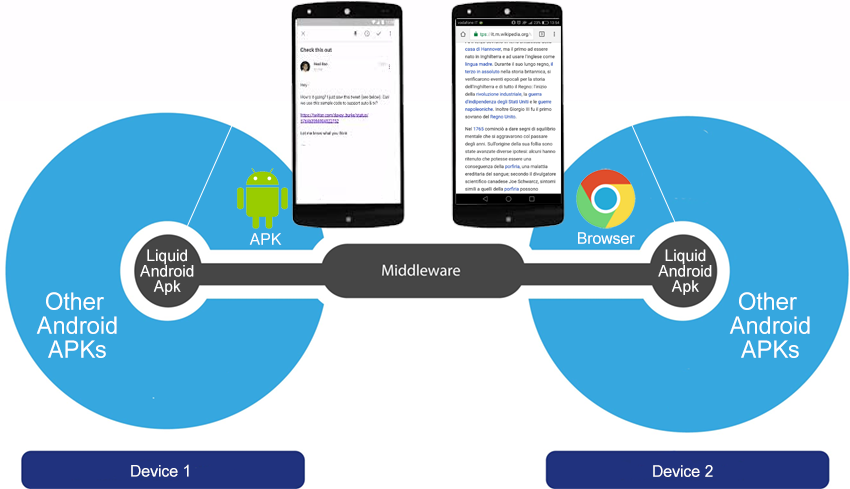 Check this out
Hey -
How's it going? I just saw this tweet (see below). Can
we use this sample code to support auto fill in?
Let me know what you think
ti.m.wikipedia.org/
casa di Hannover, ma il primo ad essere
nato in Inghilterra e ad usare l'inglese come
lingua madre. Durante il suo lungo regno, il
terzo in assoluto nella storia britannica, si
verificarono eventi epocali per la storia
dell'Inghilterra e di tutto il Regno: l'inizio
della rivoluzione industriale, la guerra
d'indipendenza degli Stati Uniti e le guerre
napoleoniche. Inoltre Giorgio III fu il primo
sovrano del Regno Unito.
Nel 1765 cominciò a dare segni di squilibrio
mentale che si aggravarono col passare
degli anni. Sull'origine della sua follia sono
state avanzate diverse ipotesi: alcuni hanno
ritenuto che potesse essere una
conseguenza della porfiria, una malattia
ereditaria del sangue; secondo il divulgatore
scientifico canadese Joe Schwarcz, sintomi
simili a quelli della porfiria possono
APK
Browser
Liquid
Android
Apk
Middleware
Liquid
Android
Apk
Other
Android
APKs
Other
Android
APKs
Device 1
Device 2